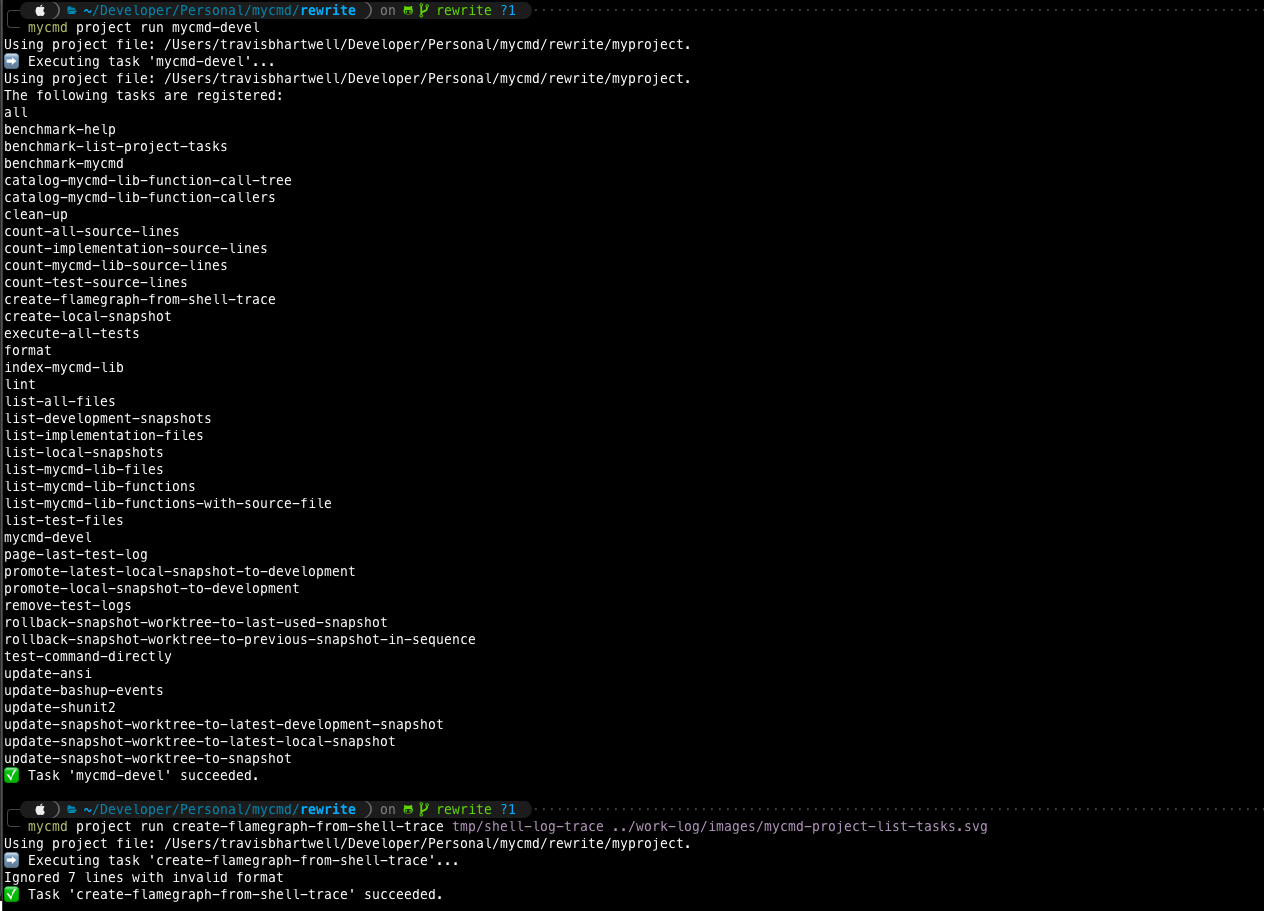 ~/Developer/Personal/mycmd/rewrite ) on rewrite ?1
mycmd project run mycmd-devel
Using project file: /Users/travisbhartwell/Developer/Personal/mycmd/rewrite/myproject.
➡️ Executing task 'mycmd-devel'...
Using project file: /Users/travisbhartwell/Developer/Personal/mycmd/rewrite/myproject.
The following tasks are registered:
all
benchmark-help
benchmark-list-project-tasks
benchmark-mycmd
catalog-mycmd-lib-function-call-tree
catalog-mycmd-lib-function-callers
clean-up
count-all-source-lines
count-implementation-source-lines
count-mycmd-lib-source-lines
count-test-source-lines
create-flamegraph-from-shell-trace
create-local-snapshot
execute-all-tests
format
index-mycmd-lib
lint
list-all-files
list-development-snapshots
list-implementation-files
list-local-snapshots
list-mycmd-lib-files
list-mycmd-lib-functions
list-mycmd-lib-functions-with-source-file
list-test-files
mycmd-devel
page-last-test-log
promote-latest-local-snapshot-to-development
promote-local-snapshot-to-development
remove-test-logs
rollback-snapshot-worktree-to-last-used-snapshot
rollback-snapshot-worktree-to-previous-snapshot-in-sequence
test-command-directly
update-ansi
update-bashup-events
update-shunit2
update-snapshot-worktree-to-latest-development-snapshot
update-snapshot-worktree-to-latest-local-snapshot
update-snapshot-worktree-to-snapshot
✅ Task 'mycmd-devel' succeeded.
~/Developer/Personal/mycmd/rewrite ) on rewrite ?1
mycmd project run create-flamegraph-from-shell-trace tmp/shell-log-trace ../work-log/images/mycmd-project-list-tasks.svg
Using project file: /Users/travisbhartwell/Developer/Personal/mycmd/rewrite/myproject.
➡️ Executing task 'create-flamegraph-from-shell-trace'...
Ignored 7 lines with invalid format
✅ Task 'create-flamegraph-from-shell-trace' succeeded.